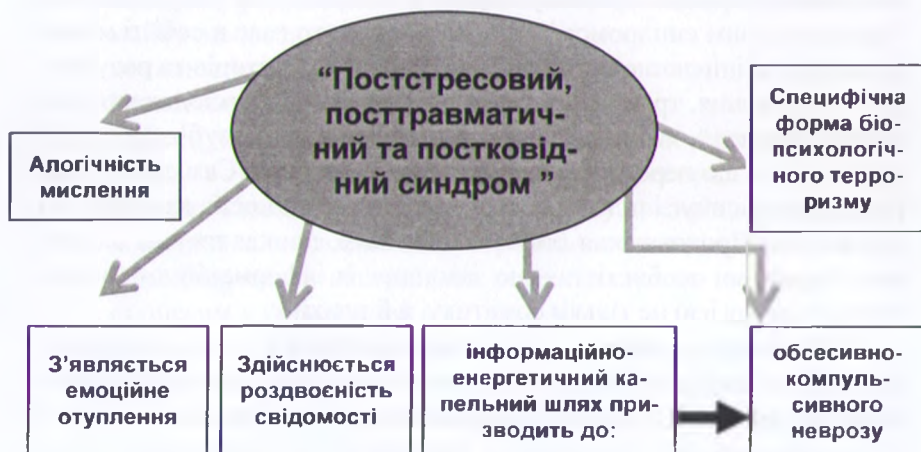 “Постстресовий,
посттравматич-
ний та постковід-
ний синдром ”
Алогічність
мислення
Специфічна
форма біо-
психологіч-
ного терро-
ризму
З'являється
емоційне
отуплення
Здійснюється
роздвоєність
свідомості
інформаційно-
енергетичний ка-
пельний шлях при-
зводить до:
обсесивно-
компуль-
сивного
неврозу